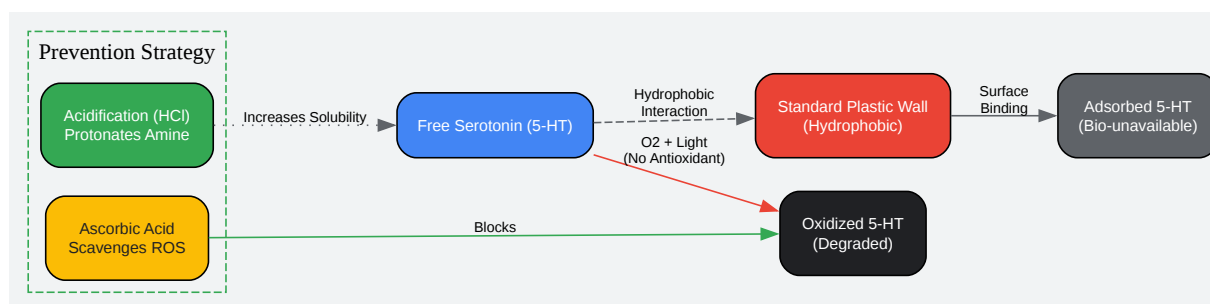 Prevention Strategy
Acidification (HCl)
Protonates Amine
Increases Solubility
Free Serotonin (5-HT)
Hydrophobic
Interaction
Standard Plastic Wall
(Hydrophobic)
Surface
Binding
Adsorbed 5-HT
(Bio-unavailable)
O2 + Light
(No Antioxidant)
Ascorbic Acid
Scavenges ROS
Blocks
Oxidized 5-HT
(Degraded)